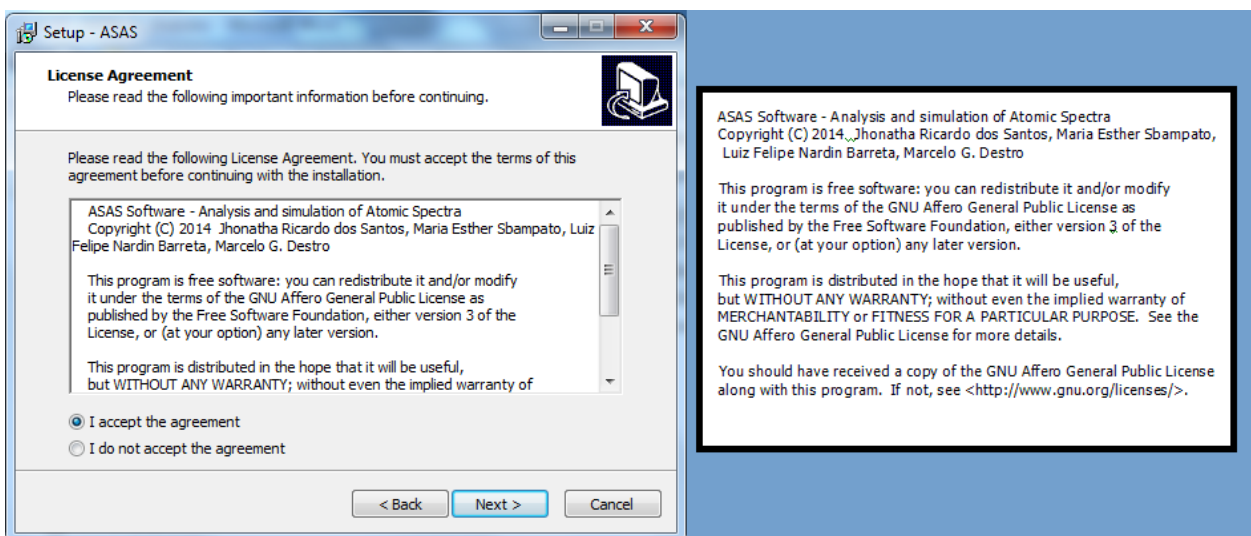 Setup - ASAS
License Agreement
Please read the following important information before continuing.
Please read the following License Agreement. You must accept the terms of this
agreement before continuing with the installation.
ASAS Software - Analysis and simulation of Atomic Spectra
Copyright (C) 2014 Jhonatha Ricardo dos Santos, Maria Esther Sbampato, Luiz
Felipe Nardin Barreta, Marcelo G. Destro
This program is free software: you can redistribute it and/or modify
it under the terms of the GNU Affero General Public License as
published by the Free Software Foundation, either version 3 of the
License, or (at your option) any later version.
This program is distributed in the hope that it will be useful,
but WITHOUT ANY WARRANTY; without even the implied warranty of
I accept the agreement
I do not accept the agreement
< Back
Next >
Cancel
ASAS Software - Analysis and simulation of Atomic Spectra
Copyright (C) 2014 Jhonatha Ricardo dos Santos, Maria Esther Sbampato,
Luiz Felipe Nardin Barreta, Marcelo G. Destro
This program is free software: you can redistribute it and/or modify
it under the terms of the GNU Affero General Public License as
published by the Free Software Foundation, either version 3 of the
License, or (at your option) any later version.
This program is distributed in the hope that it will be useful,
but WITHOUT ANY WARRANTY; without even the implied warranty of
MERCHANTABILITY or FITNESS FOR A PARTICULAR PURPOSE. See the
GNU Affero General Public License for more details.
You should have received a copy of the GNU Affero General Public License
along with this program. If not, see <http://www.gnu.org/licenses/>.